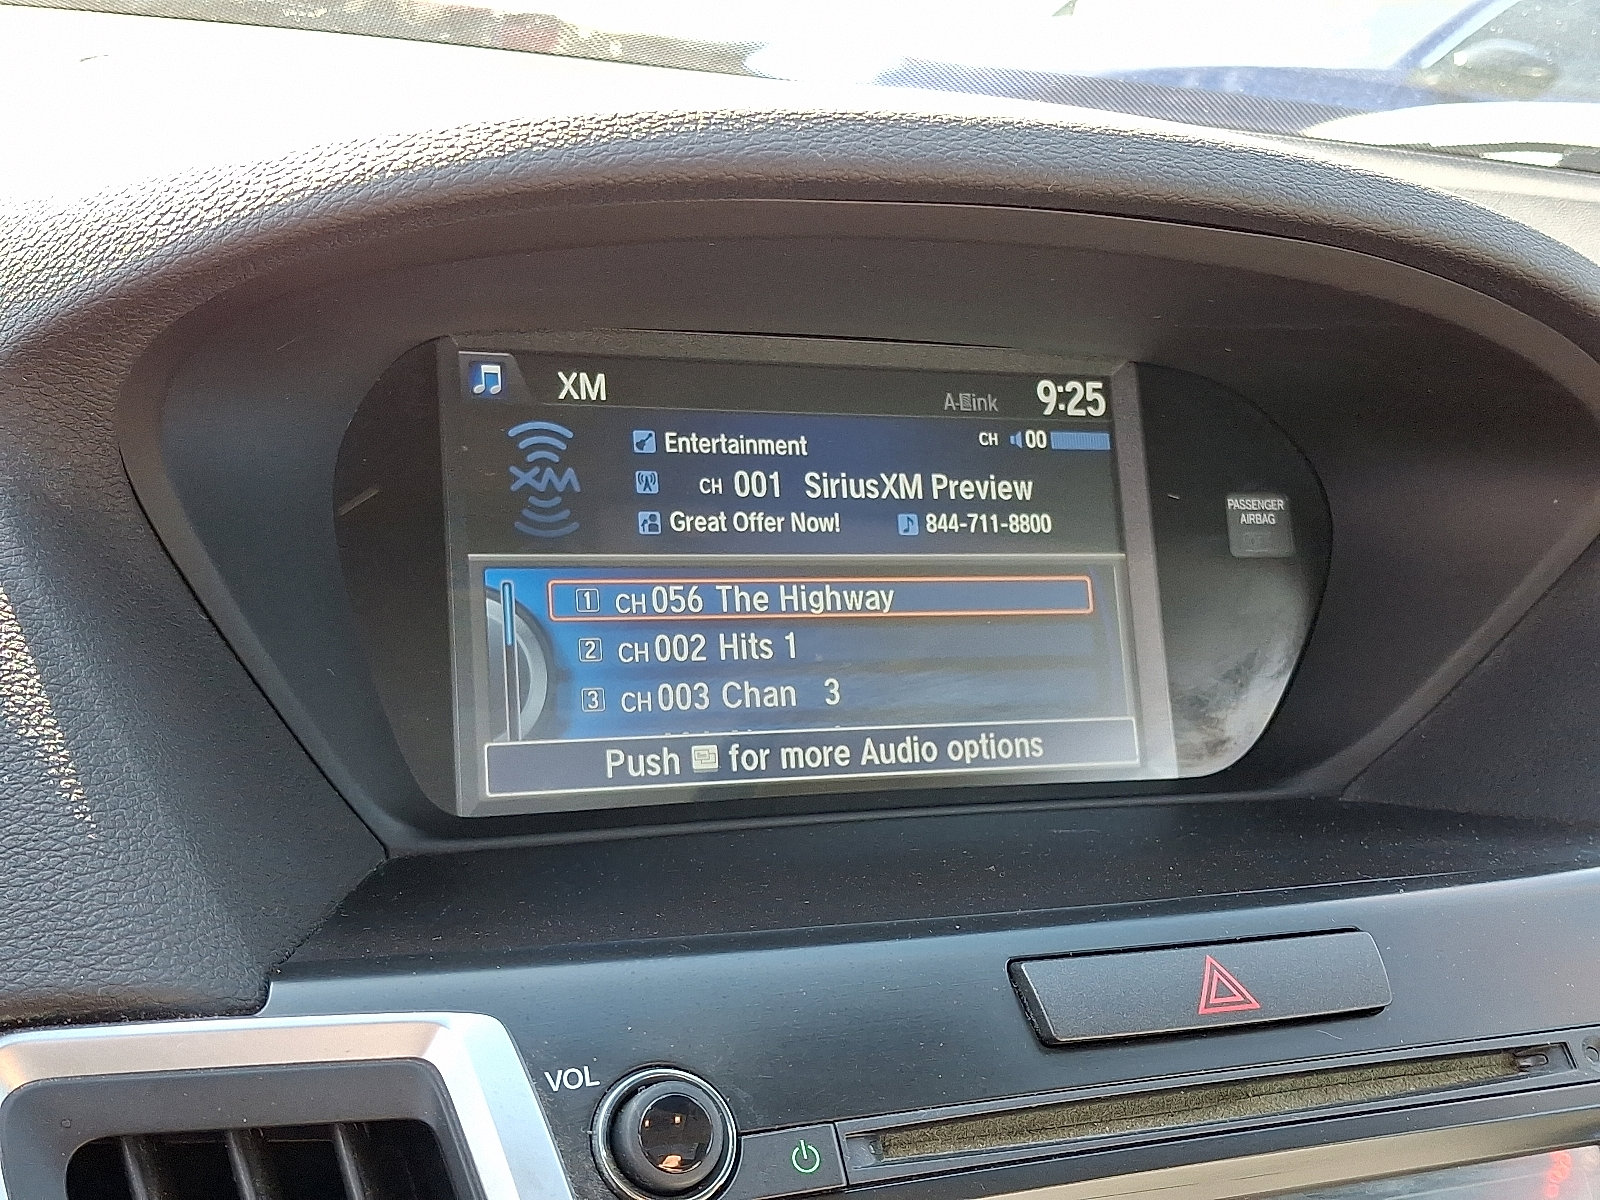 XM
A-Link
9:25
XM
Entertainment
CH 00
CH 001 SiriusXM Preview
Great Offer Now!
844-711-8800
1 CH 056 The Highway
2 CH 002 Hits 1
3 CH 003 Chan 3
Push for more Audio options
PASSENGER
AIRBAG
VOL